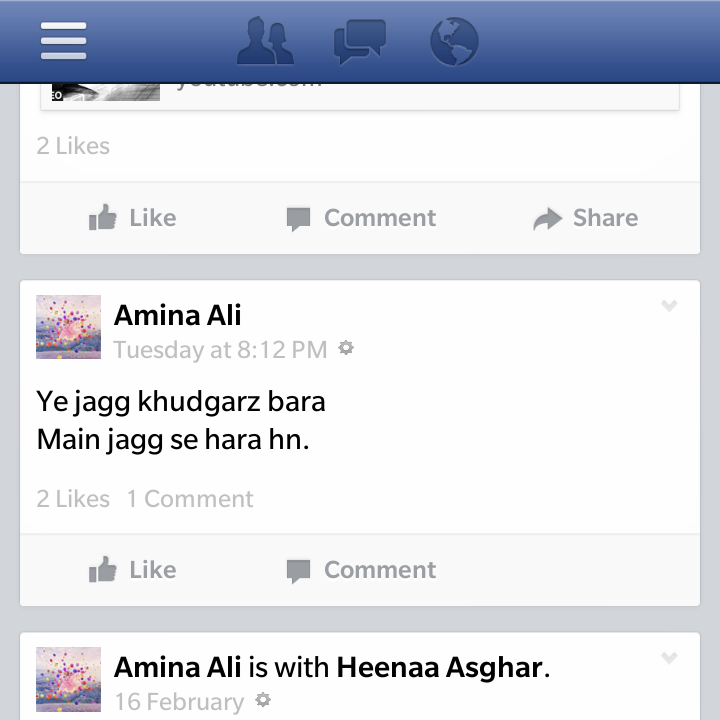 2 Likes
Like Comment Share
Amina Ali
Tuesday at 8:12 PM
Ye jagg khudgarz bara
Main jagg se hara hn.
2 Likes 1 Comment
Like Comment
Amina Ali is with Heenaa Asghar.
16 February